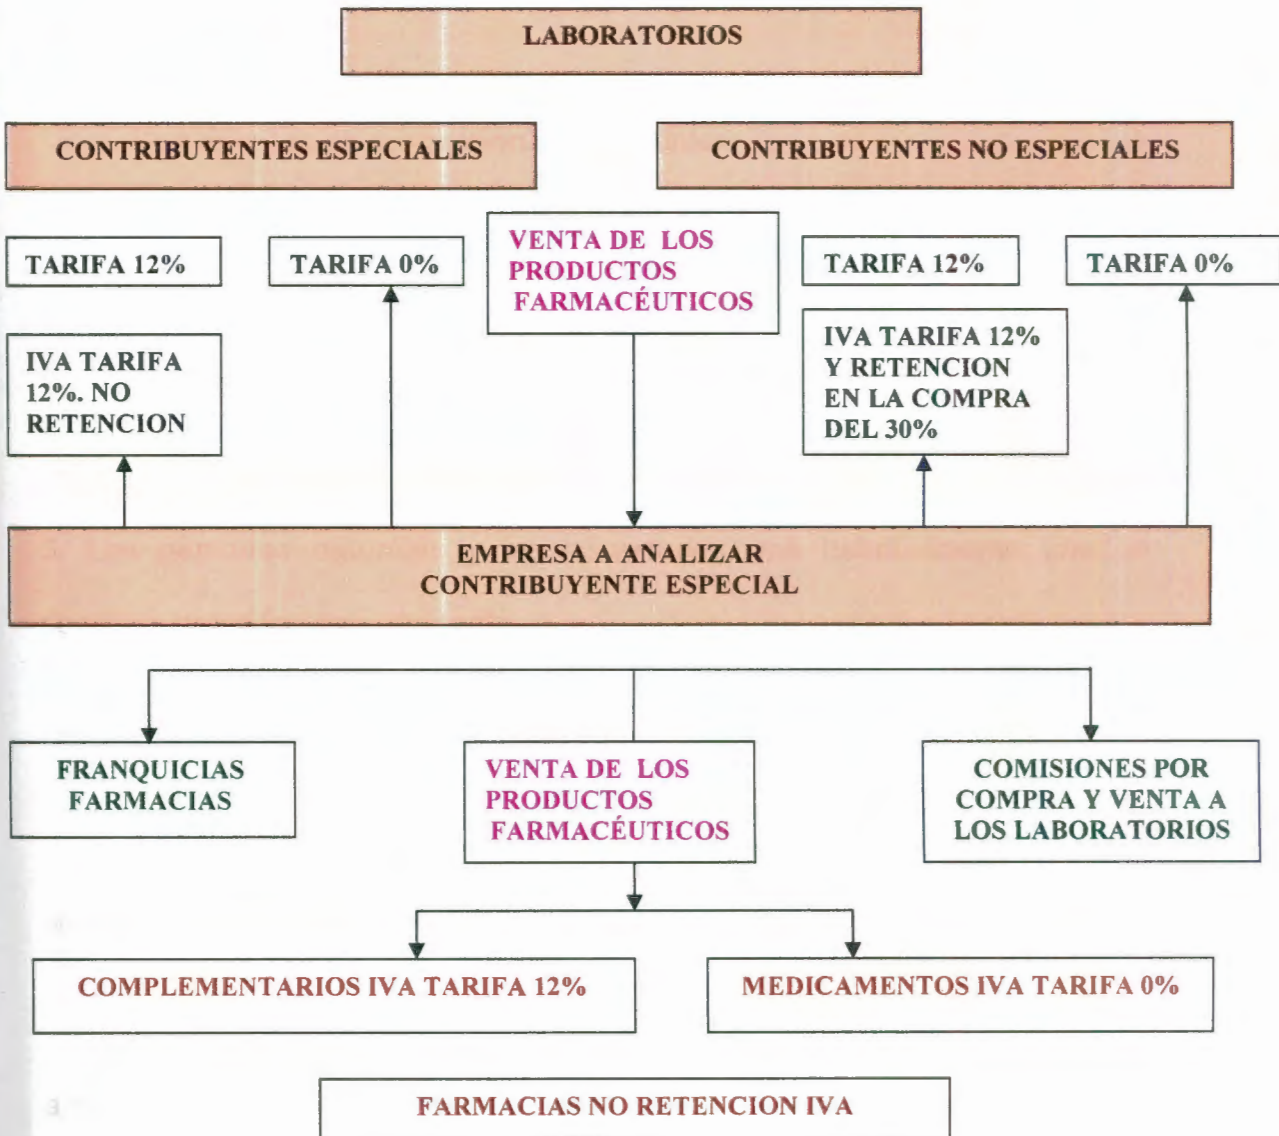 LABORATORIOS
CONTRIBUYENTES ESPECIALES
CONTRIBUYENTES NO ESPECIALES
TARIFA 12%
TARIFA 0%
VENTA DE LOS
PRODUCTOS
FARMACÉUTICOS
TARIFA 12%
TARIFA 0%
IVA TARIFA
12%. NO
RETENCION
IVA TARIFA 12%
Y RETENCION
EN LA COMPRA
DEL 30%
EMPRESA A ANALIZAR
CONTRIBUYENTE ESPECIAL
FRANQUICIAS
FARMACIAS
VENTA DE LOS
PRODUCTOS
FARMACÉUTICOS
COMISIONES POR
COMPRA Y VENTA A
LOS LABORATORIOS
COMPLEMENTARIOS IVA TARIFA 12%
MEDICAMENTOS IVA TARIFA 0%
FARMACIAS NO RETENCION IVA